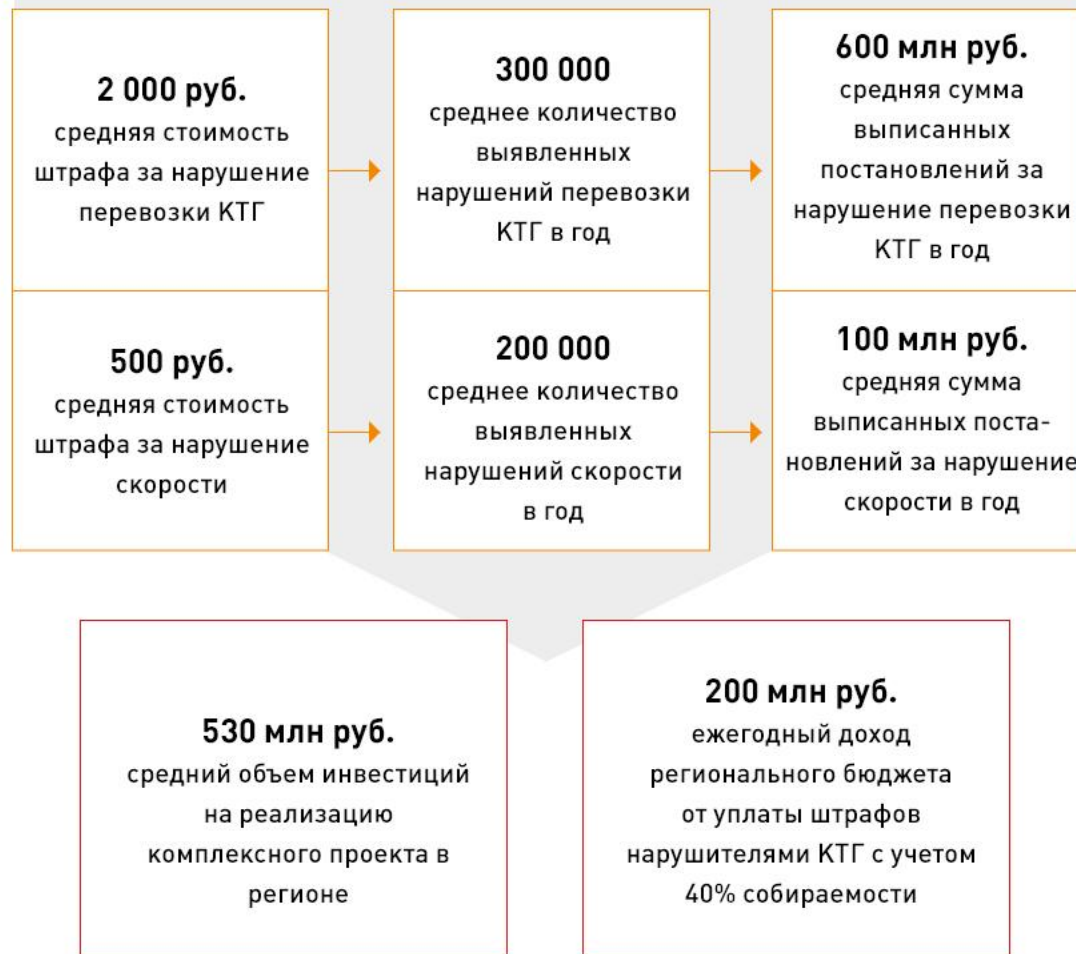 2 000 руб.
средняя стоимость
штрафа за нарушение
перевозки КТГ
300 000
среднее количество
выявленных
нарушений перевозки
КТГ в год
600 млн руб.
средняя сумма
выписанных
постановлений за
нарушение перевозки
КТГ в год
500 руб.
средняя стоимость
штрафа за нарушение
скорости
200 000
среднее количество
выявленных
нарушений скорости
в год
100 млн руб.
средняя сумма
выписанных поста-
новлений за нарушение
скорости в год
530 млн руб.
средний объем инвестиций
на реализацию
комплексного проекта в
регионе
200 млн руб.
ежегодный доход
регионального бюджета
от уплаты штрафов
нарушителями КТГ с учетом
40% собираемости